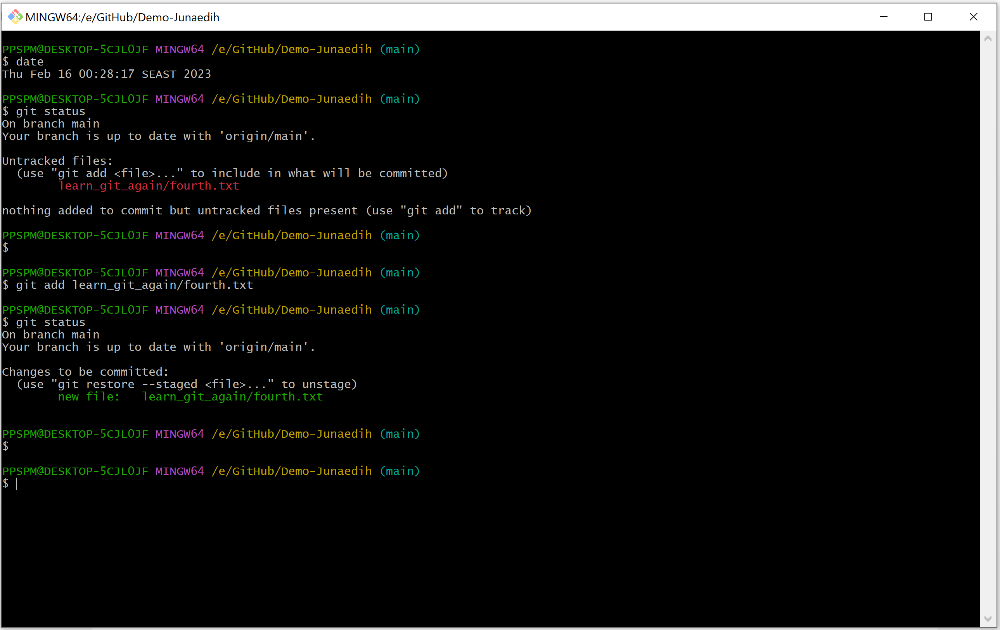 MINGW64:/e/GitHub/Demo-Junaedih
PPSPM@DESKTOP-5CJL0JF MINGW64 /e/GitHub/Demo-Junaedih (main)
$ date
Thu Feb 16 00:28:17 SEAST 2023
PPSPM@DESKTOP-5CJL0JF MINGW64 /e/GitHub/Demo-Junaedih (main)
$ git status
On branch main
Your branch is up to date with 'origin/main'.
Untracked files:
  (use "git add <file>..." to include in what will be committed)
        learn_git_again/fourth.txt
nothing added to commit but untracked files present (use "git add" to track)
PPSPM@DESKTOP-5CJL0JF MINGW64 /e/GitHub/Demo-Junaedih (main)
$
PPSPM@DESKTOP-5CJL0JF MINGW64 /e/GitHub/Demo-Junaedih (main)
$ git add learn_git_again/fourth.txt
PPSPM@DESKTOP-5CJL0JF MINGW64 /e/GitHub/Demo-Junaedih (main)
$ git status
On branch main
Your branch is up to date with 'origin/main'.
Changes to be committed:
  (use "git restore --staged <file>..." to unstage)
        new file:   learn_git_again/fourth.txt
PPSPM@DESKTOP-5CJL0JF MINGW64 /e/GitHub/Demo-Junaedih (main)
$
PPSPM@DESKTOP-5CJL0JF MINGW64 /e/GitHub/Demo-Junaedih (main)
$